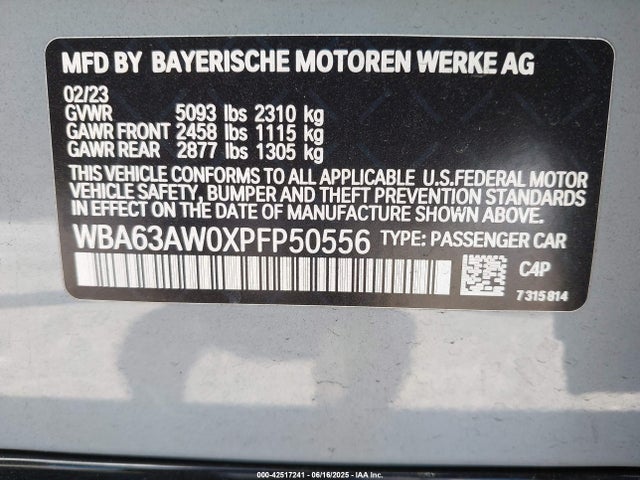 MFD BY BAYERISCHE MOTOREN WERKE AG
02/23
GVWR 5093 lbs 2310 kg
GAWR FRONT 2458 lbs 1115 kg
GAWR REAR 2877 lbs 1305 kg
THIS VEHICLE CONFORMS TO ALL APPLICABLE U.S.FEDERAL MOTOR
VEHICLE SAFETY, BUMPER AND THEFT PREVENTION STANDARDS
IN EFFECT ON THE DATE OF MANUFACTURE SHOWN ABOVE.
WBA63AW0XPFP50556 TYPE: PASSENGER CAR
C4P
7315814
000-42517241 - 06/16/2025 - IAA Inc.